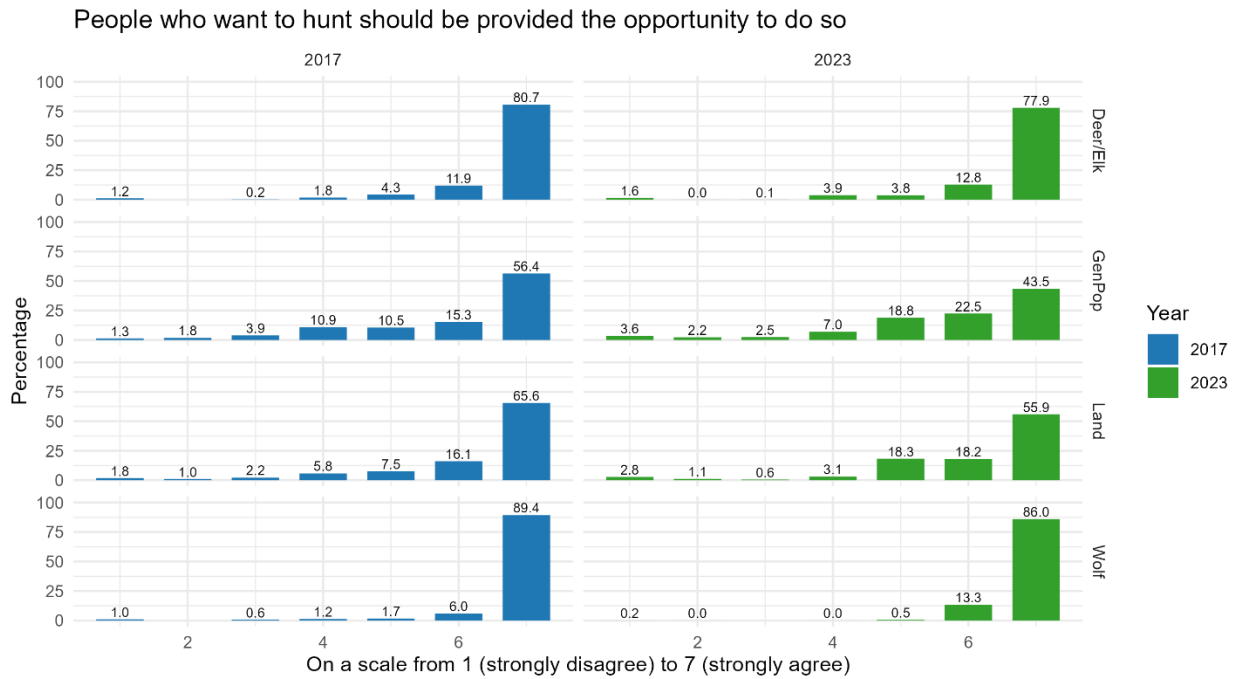 People who want to hunt should be provided the opportunity to do so
2017 2023
100
75
50
25
0
1.2 0.2 1.8 4.3 11.9 80.7
1.6 0.0 0.1 3.9 3.8 12.8 77.9
Deer/Elk
100
75
50
25
0
1.3 1.8 3.9 10.9 10.5 15.3 56.4
3.6 2.2 2.5 7.0 18.8 22.5 43.5
GenPop
100
75
50
25
0
1.8 1.0 2.2 5.8 7.5 16.1 65.6
2.8 1.1 0.6 3.1 18.3 18.2 55.9
Land
100
75
50
25
0
1.0 0.6 1.2 1.7 6.0 89.4
0.2 0.0 0.0 0.5 13.3 86.0
Wolf
2 4 6 2 4 6
Percentage
On a scale from 1 (strongly disagree) to 7 (strongly agree)
Year
2017
2023